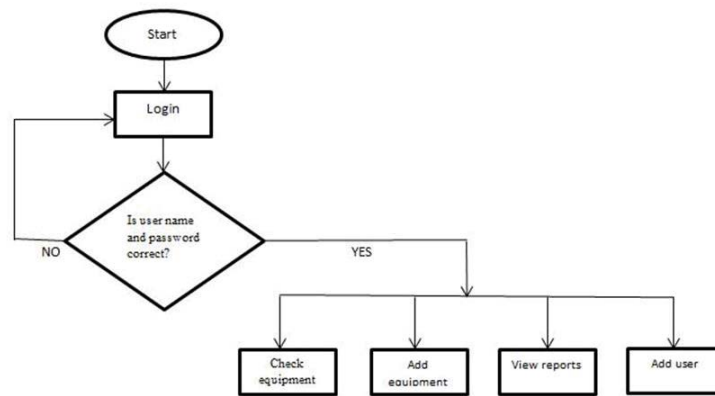 Start
Login
Is user name
and password
correct?
NO
YES
Check
equipment
Add
equipment
View reports
Add user